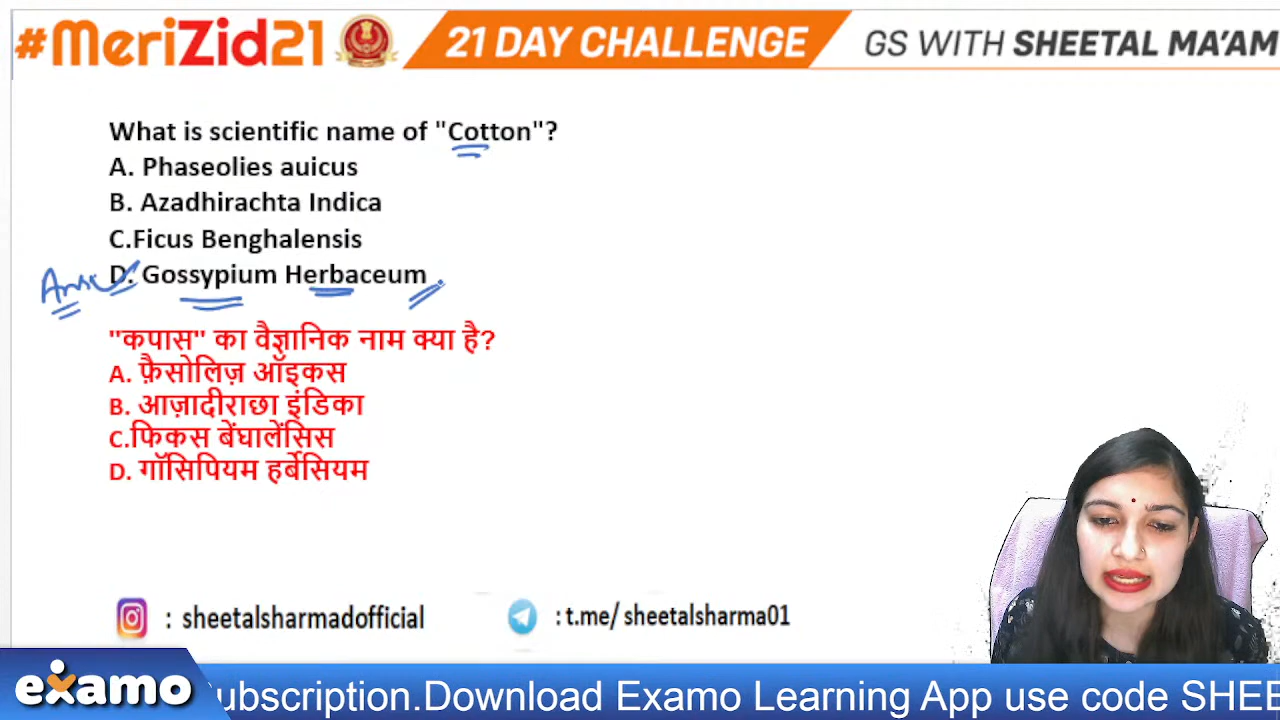 #MeriZid21 21 DAY CHALLENGE GS WITH SHEETAL MA'AM
What is scientific name of "Cotton"?
A. Phaseolies auicus
B. Azadhirachta Indica
C.Ficus Benghalensis
Ans D. Gossypium Herbaceum
"कपास" का वैज्ञानिक नाम क्या है?
A. फ़ैसोलिज़ ऑइकस
B. आज़ादीराछा इंडिका
C.फिकस बेंघालेंसिस
D. गॉसिपियम हर्बेसियम
: sheetalsharmadofficial : t.me/ sheetalsharma01
examo ubscription.Download Examo Learning App use code SHEE